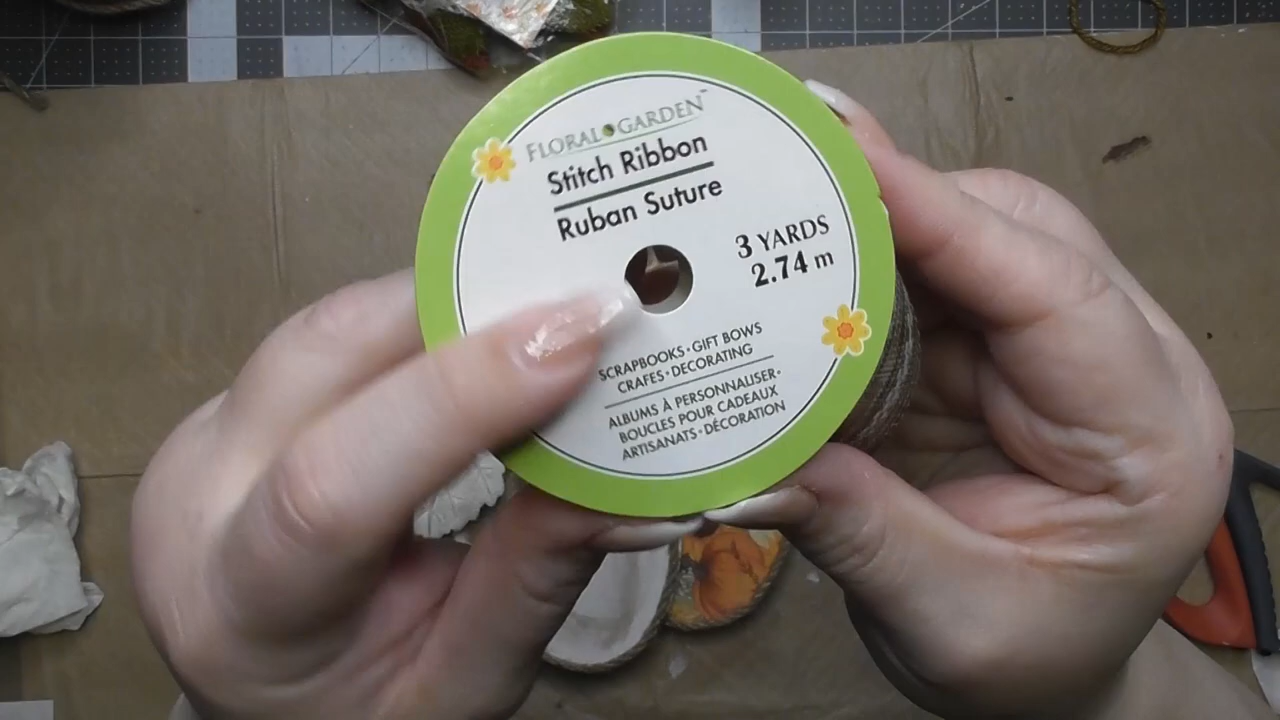 FLORAL GARDEN™
Stitch Ribbon
Ruban Suture
3 YARDS
2.74 m
SCRAPBOOKS • GIFT BOWS
CRAFES • DECORATING
ALBUMS À PERSONNALISER •
BOUCLES POUR CADEAUX
ARTISANATS • DÉCORATION